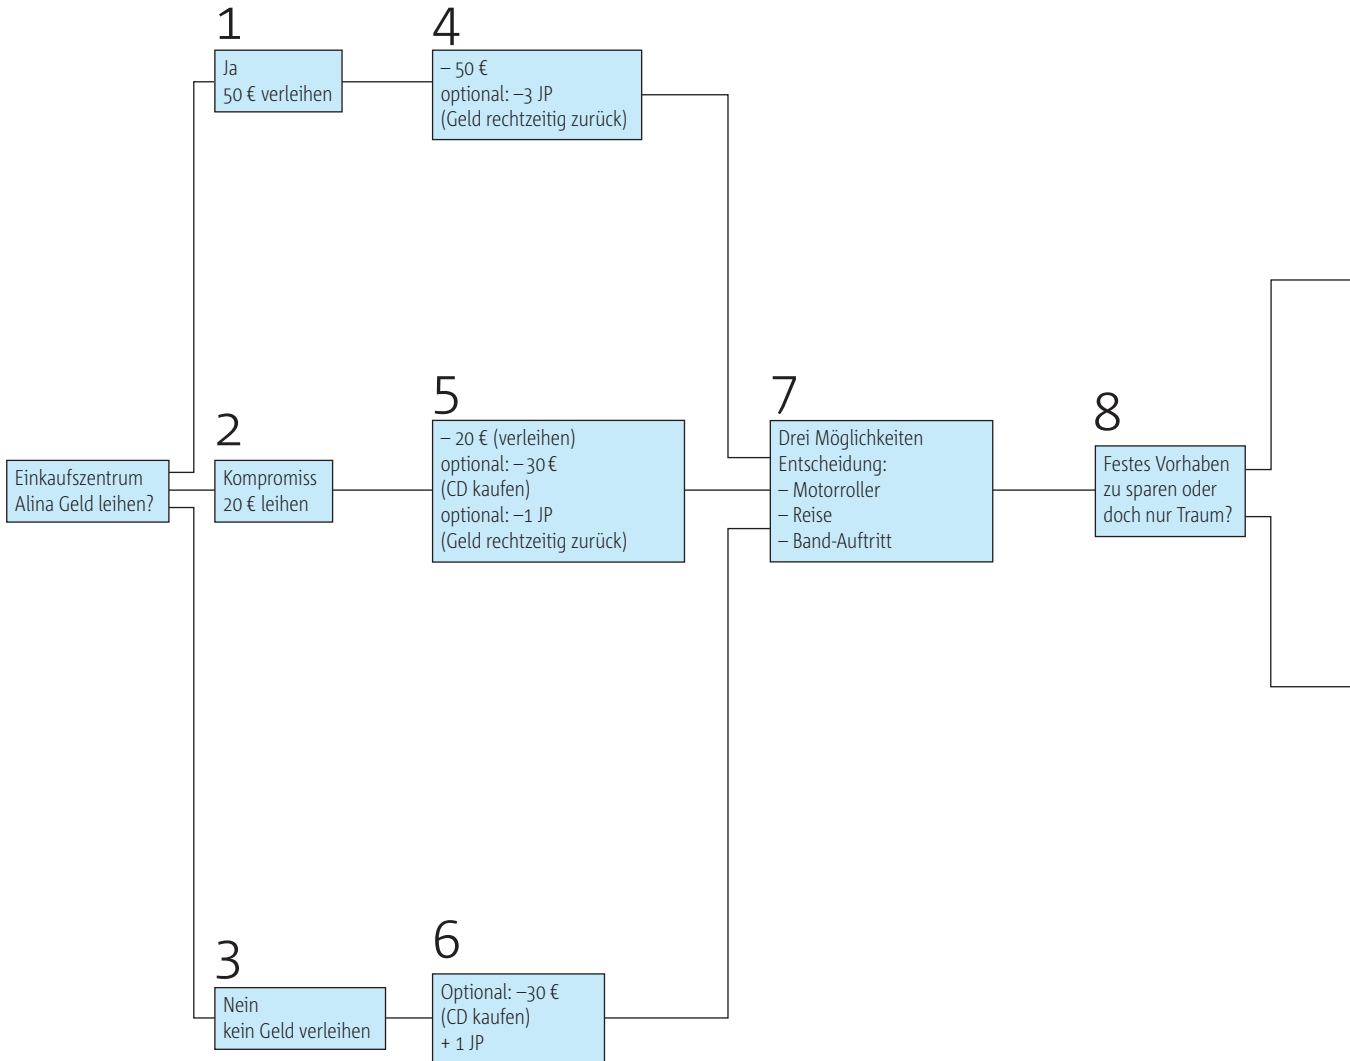 1
Ja
50 € verleihen
4
– 50 €
optional: –3 JP
(Geld rechtzeitig zurück)
Einkaufszentrum
Alina Geld leihen?
2
Kompromiss
20 € leihen
5
– 20 € (verleihen)
optional: – 30 €
(CD kaufen)
optional: –1 JP
(Geld rechtzeitig zurück)
7
Drei Möglichkeiten
Entscheidung:
– Motorroller
– Reise
– Band-Auftritt
8
Festes Vorhaben
zu sparen oder
doch nur Traum?
3
Nein
kein Geld verleihen
6
Optional: –30 €
(CD kaufen)
+ 1 JP